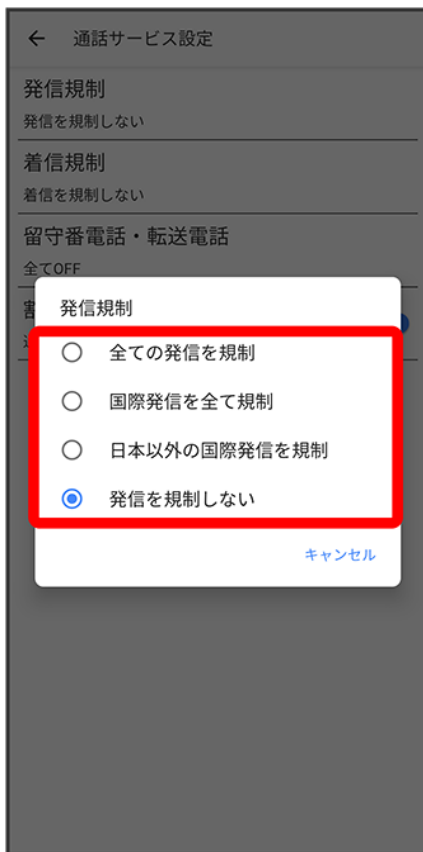 ← 通話サービス設定
発信規制
発信を規制しない
着信規制
着信を規制しない
留守番電話・転送電話
全てOFF
発信規制
全ての発信を規制
国際発信を全て規制
日本以外の国際発信を規制
発信を規制しない
キャンセル